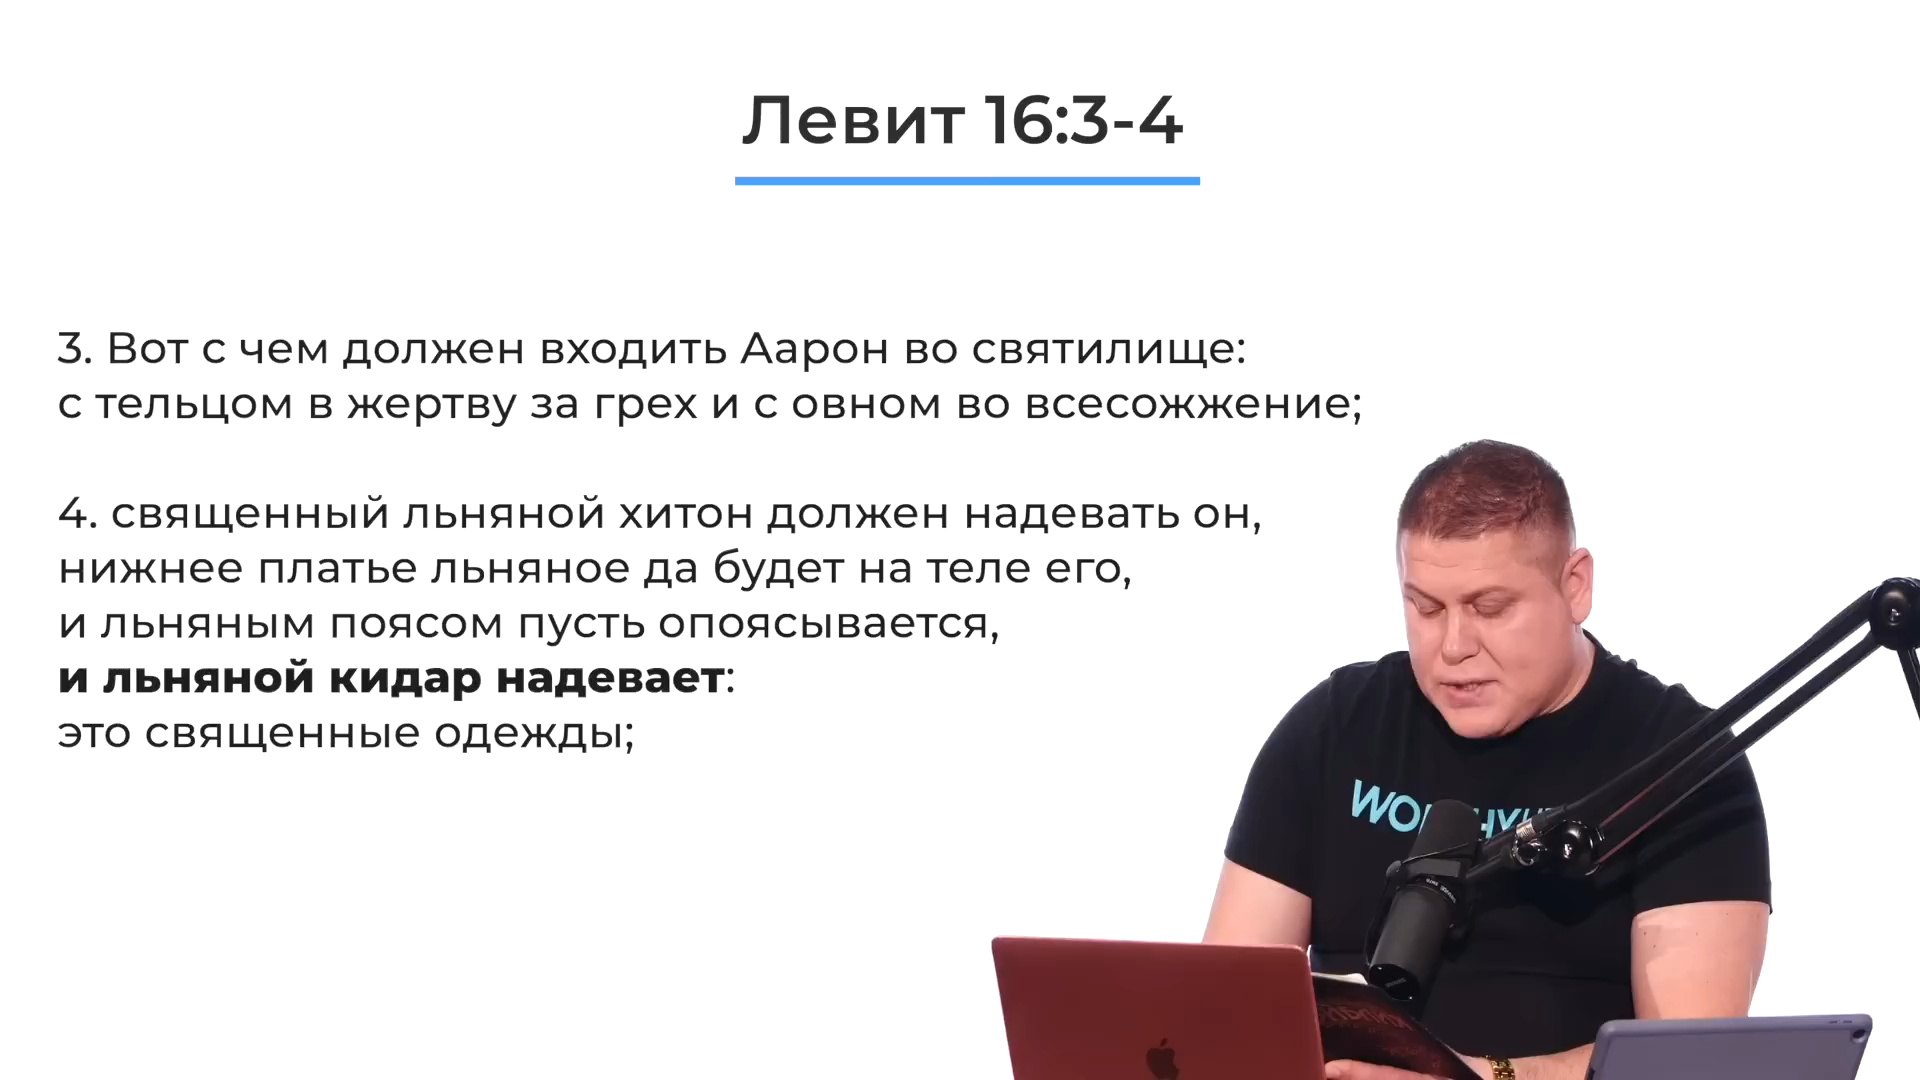 Левит 16:3-4
3. Вот с чем должен входить Аарон во святилище:
с тельцом в жертву за грех и с овном во всесожжение;
4. священный льняной хитон должен надевать он,
нижнее платье льняное да будет на теле его,
и льняным поясом пусть опоясывается,
и льняной кидар надевает:
это священные одежды;